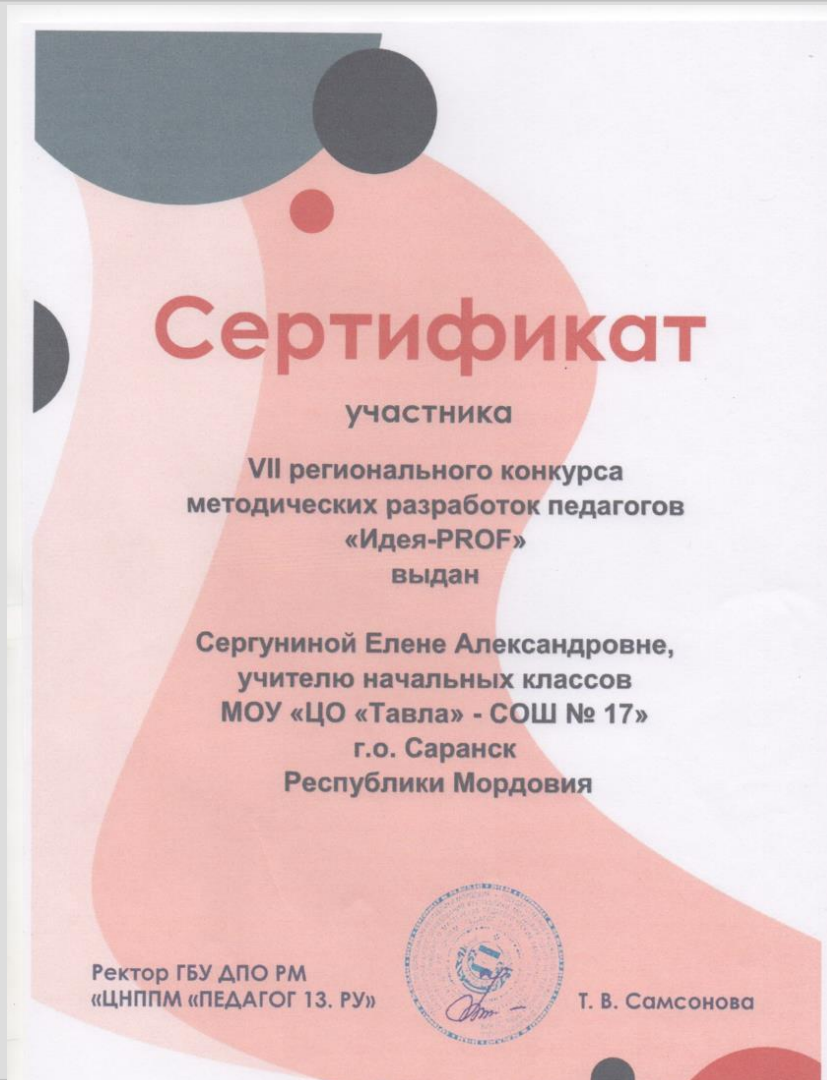 Сертификат
участника
VII регионального конкурса
методических разработок педагогов
«Идея-PROF»
выдан
Сергуниной Елене Александровне,
учителю начальных классов
МОУ «ЦО «Тавла» - СОШ № 17»
г.о. Саранск
Республики Мордовия
Ректор ГБУ ДПО РМ
«ЦНППМ «ПЕДАГОГ 13. РУ»
Т. В. Самсонова